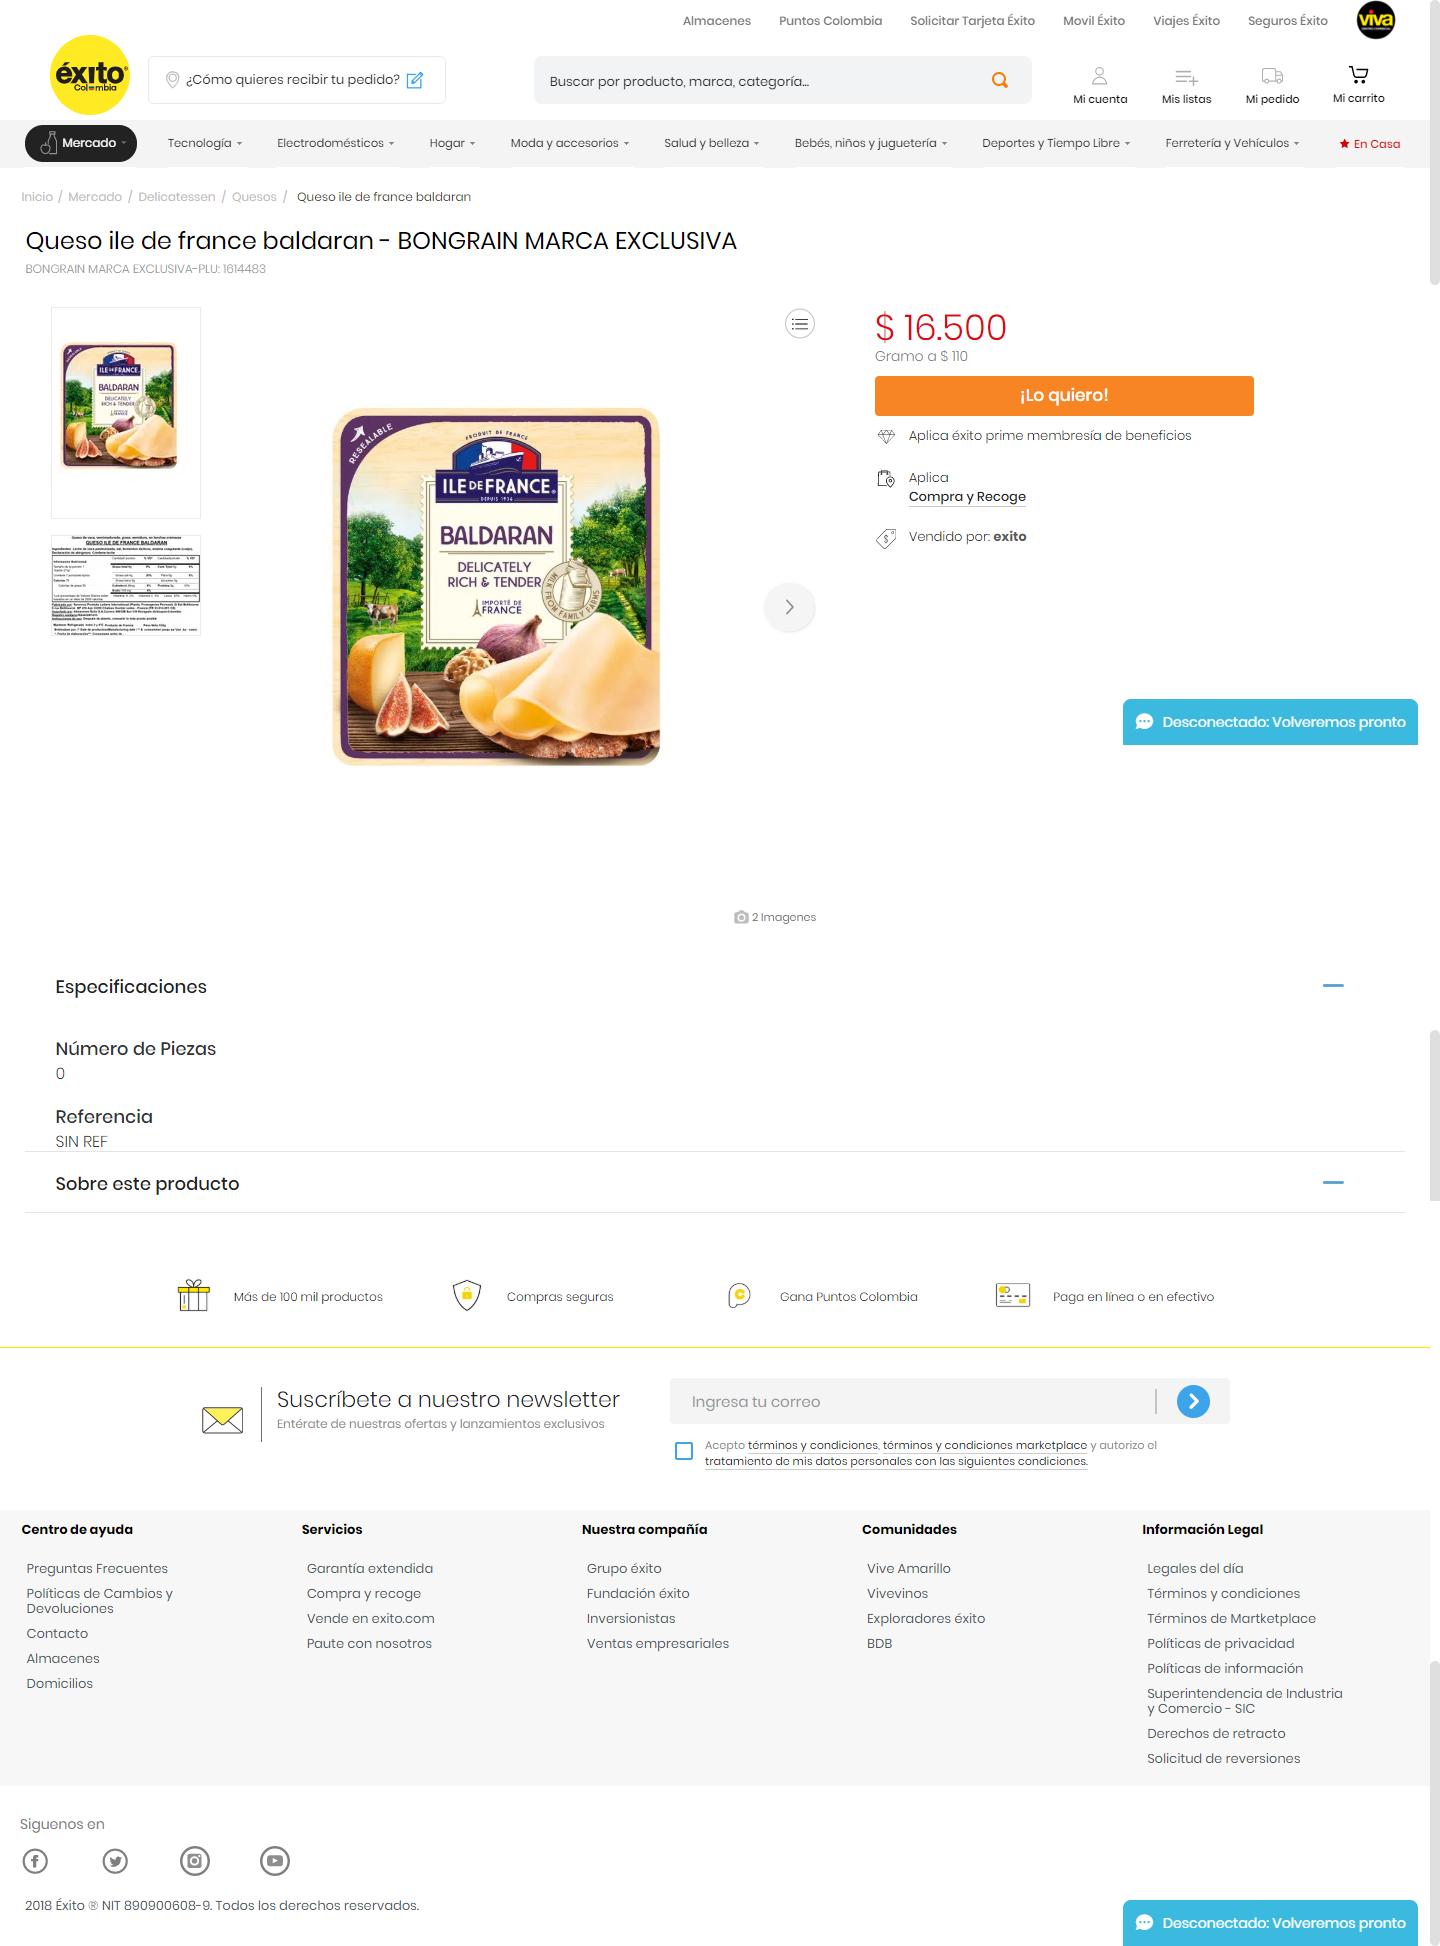 Almacenes Puntos Colombia Solicitar Tarjeta Éxito Movil Éxito Viajes Éxito Seguros Éxito viva
éxito
Colombia
¿Cómo quieres recibir tu pedido?
Buscar por producto, marca, categoría...
Mi cuenta Mis listas Mi pedido Mi carrito
Mercado Tecnología Electrodomésticos Hogar Moda y accesorios Salud y belleza Bebés, niños y juguetería Deportes y Tiempo Libre Ferretería y Vehículos En Casa
Inicio / Mercado / Delicatessen / Quesos / Queso ile de france baldaran
Queso ile de france baldaran - BONGRAIN MARCA EXCLUSIVA
BONGRAIN MARCA EXCLUSIVA-PLU: 1614483
ILE DE FRANCE
BALDARAN
DELICATELY
RICH & TENDER
QUESO ILE DE FRANCE BALDARAN
RESEALABLE
PRODUIT DE FRANCE
ILE DE FRANCE®
DEPUIS 1936
BALDARAN
DELICATELY
RICH & TENDER
MILK FROM FAMILY FARMS
IMPORTÉ DE
FRANCE
$ 16.500
Gramo a $ 110
¡Lo quiero!
Aplica éxito prime membresía de beneficios
Aplica
Compra y Recoge
Vendido por: exito
Desconectado: Volveremos pronto
2 Imagenes
Especificaciones
Número de Piezas
0
Referencia
SIN REF
Sobre este producto
Más de 100 mil productos Compras seguras Gana Puntos Colombia Paga en línea o en efectivo
Suscríbete a nuestro newsletter
Entérate de nuestras ofertas y lanzamientos exclusivos
Ingresa tu correo
Acepto términos y condiciones, términos y condiciones marketplace y autorizo el
tratamiento de mis datos personales con las siguientes condiciones.
Centro de ayuda
Preguntas Frecuentes
Políticas de Cambios y
Devoluciones
Contacto
Almacenes
Domicilios
Servicios
Garantía extendida
Compra y recoge
Vende en exito.com
Paute con nosotros
Nuestra compañía
Grupo éxito
Fundación éxito
Inversionistas
Ventas empresariales
Comunidades
Vive Amarillo
Vivevinos
Exploradores éxito
BDB
Información Legal
Legales del día
Términos y condiciones
Términos de Martketplace
Políticas de privacidad
Políticas de información
Superintendencia de Industria
y Comercio - SIC
Derechos de retracto
Solicitud de reversiones
Siguenos en
2018 Éxito ® NIT 890900608-9. Todos los derechos reservados.
Desconectado: Volveremos pronto